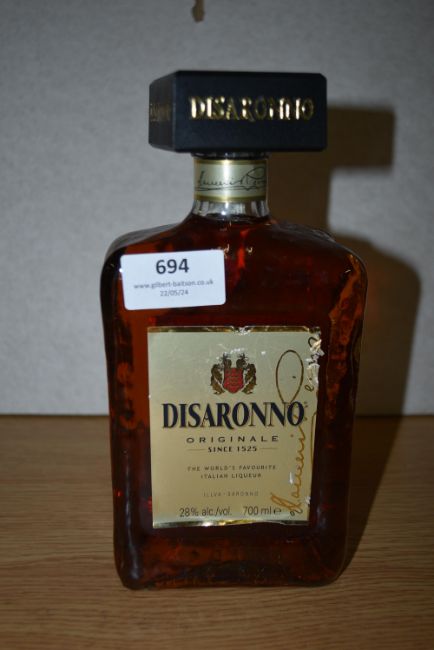 DISARONNO
694
www.gilbert-baitson.co.uk
22/05/24
DISARONNO
ORIGINALE
SINCE 1525
THE WORLD'S FAVOURITE
ITALIAN LIQUEUR
ILLVA·SARONNO
28% alc./vol. 700 ml e